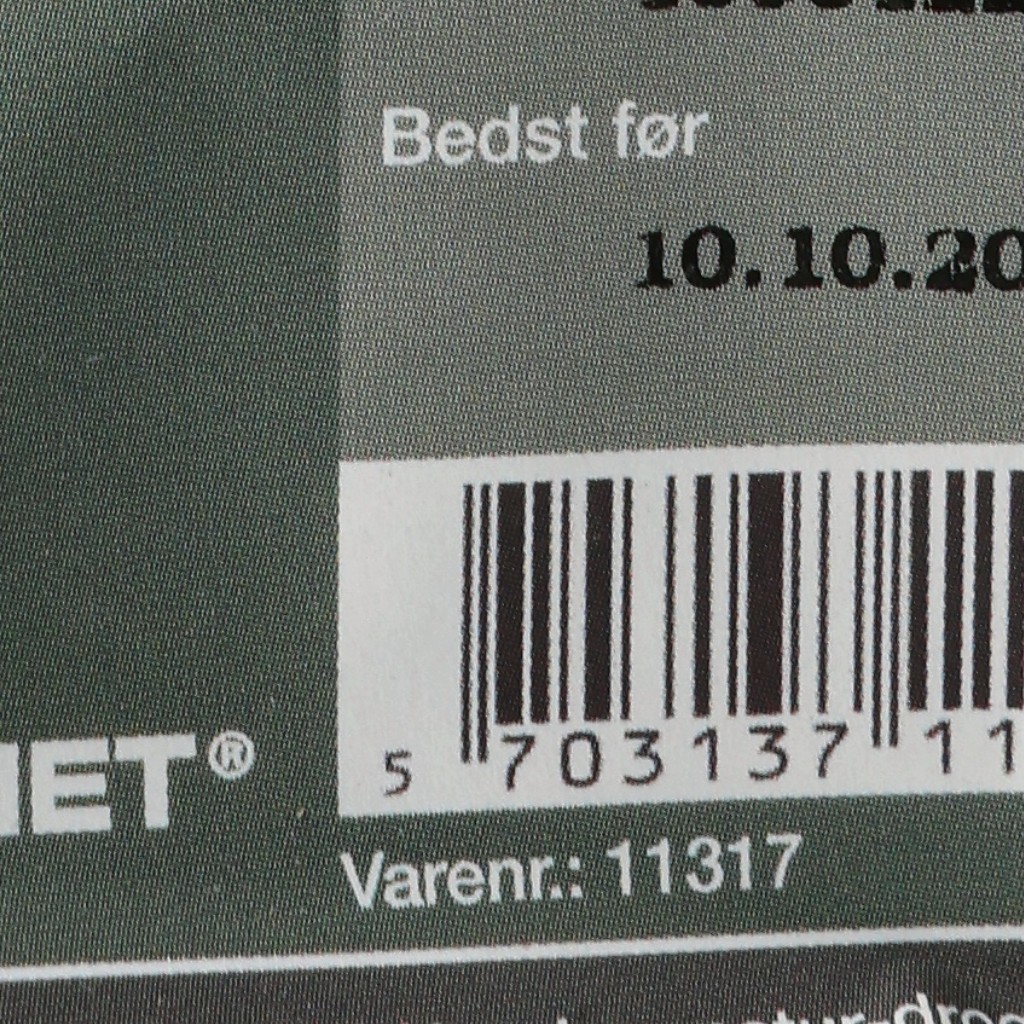 Bedst før
10.10.20
5 703137 11
ET®
Varenr.: 11317